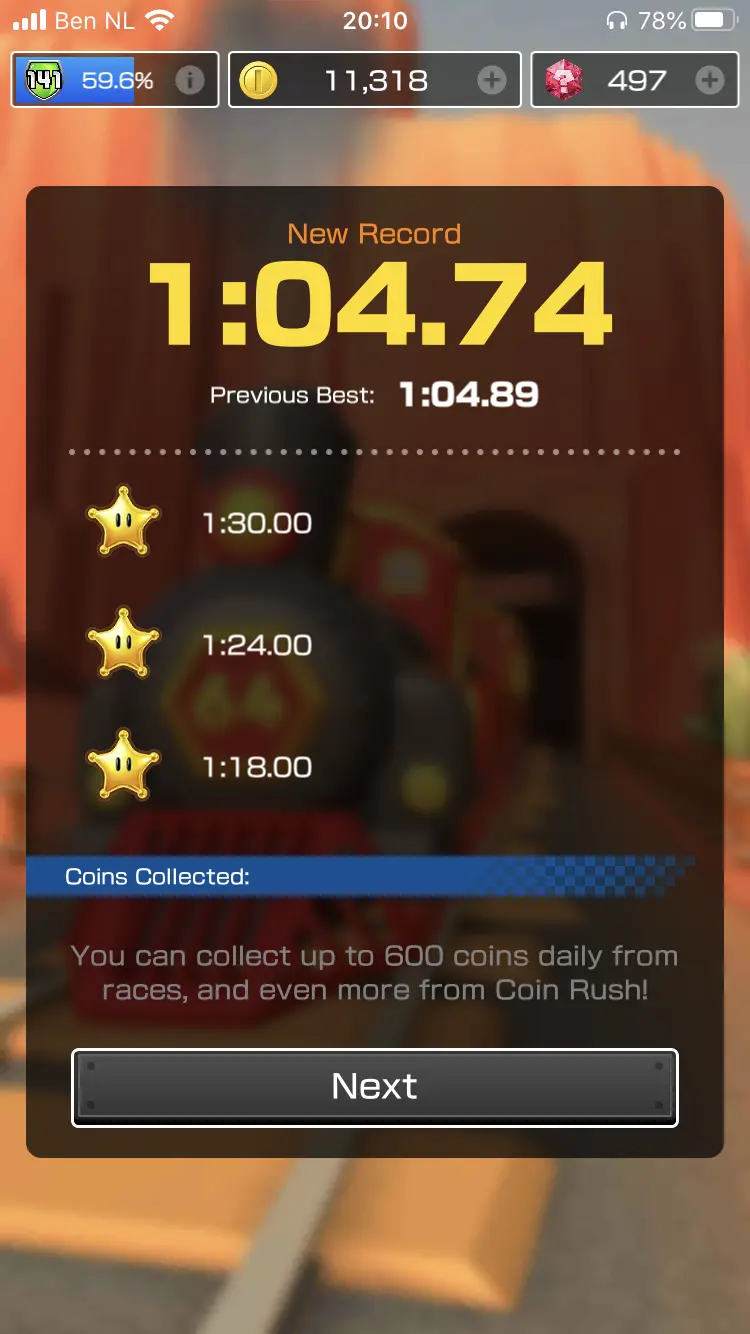 Ben NL 20:10 78%
141 59.6% i 11,318 + ? 497 +
New Record
1:04.74
Previous Best: 1:04.89
1:30.00
1:24.00
64
1:18.00
Coins Collected:
You can collect up to 600 coins daily from
races, and even more from Coin Rush!
Next